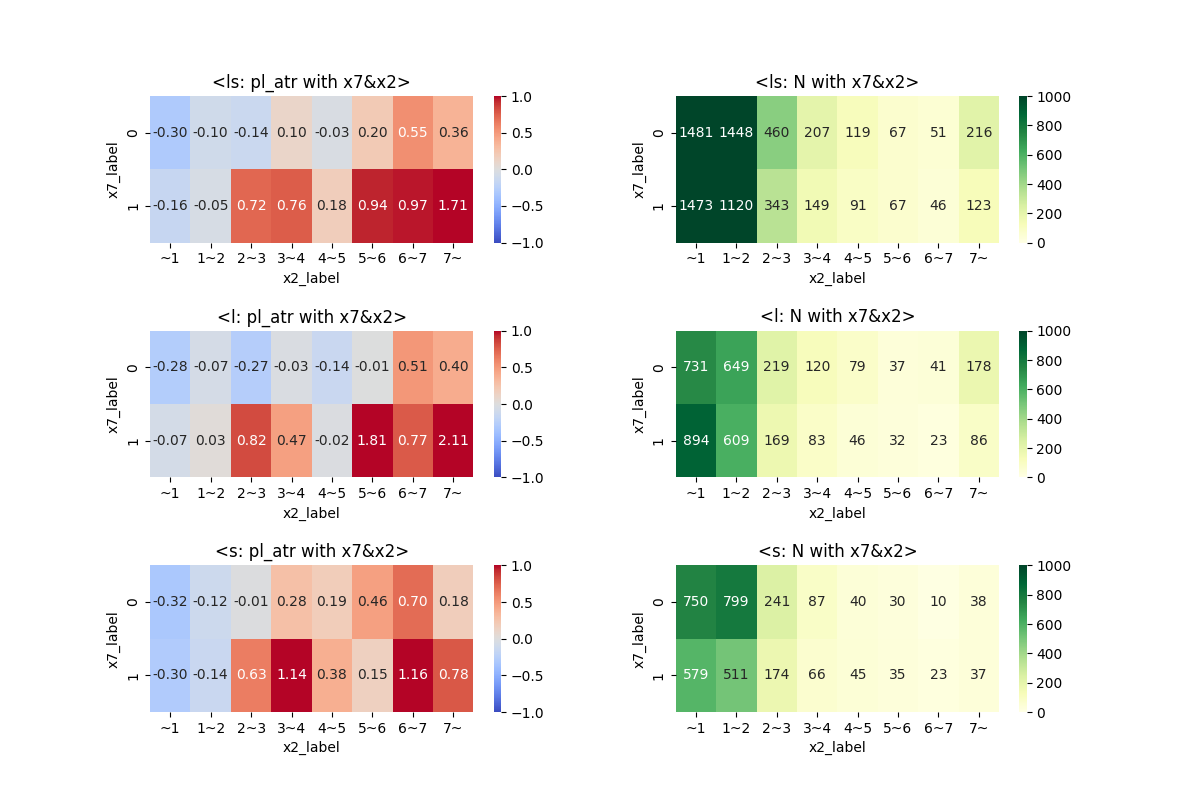 <ls: pl_atr with x7&x2>
x7_label
0
-0.30 -0.10 -0.14 0.10 -0.03 0.20 0.55 0.36
1
-0.16 -0.05 0.72 0.76 0.18 0.94 0.97 1.71
~1 1~2 2~3 3~4 4~5 5~6 6~7 7~
x2_label
1.0
0.5
0.0
−0.5
−1.0
<ls: N with x7&x2>
x7_label
0
1481 1448 460 207 119 67 51 216
1
1473 1120 343 149 91 67 46 123
~1 1~2 2~3 3~4 4~5 5~6 6~7 7~
x2_label
1000
800
600
400
200
0
<l: pl_atr with x7&x2>
x7_label
0
-0.28 -0.07 -0.27 -0.03 -0.14 -0.01 0.51 0.40
1
-0.07 0.03 0.82 0.47 -0.02 1.81 0.77 2.11
~1 1~2 2~3 3~4 4~5 5~6 6~7 7~
x2_label
1.0
0.5
0.0
−0.5
−1.0
<l: N with x7&x2>
x7_label
0
731 649 219 120 79 37 41 178
1
894 609 169 83 46 32 23 86
~1 1~2 2~3 3~4 4~5 5~6 6~7 7~
x2_label
1000
800
600
400
200
0
<s: pl_atr with x7&x2>
x7_label
0
-0.32 -0.12 -0.01 0.28 0.19 0.46 0.70 0.18
1
-0.30 -0.14 0.63 1.14 0.38 0.15 1.16 0.78
~1 1~2 2~3 3~4 4~5 5~6 6~7 7~
x2_label
1.0
0.5
0.0
−0.5
−1.0
<s: N with x7&x2>
x7_label
0
750 799 241 87 40 30 10 38
1
579 511 174 66 45 35 23 37
~1 1~2 2~3 3~4 4~5 5~6 6~7 7~
x2_label
1000
800
600
400
200
0